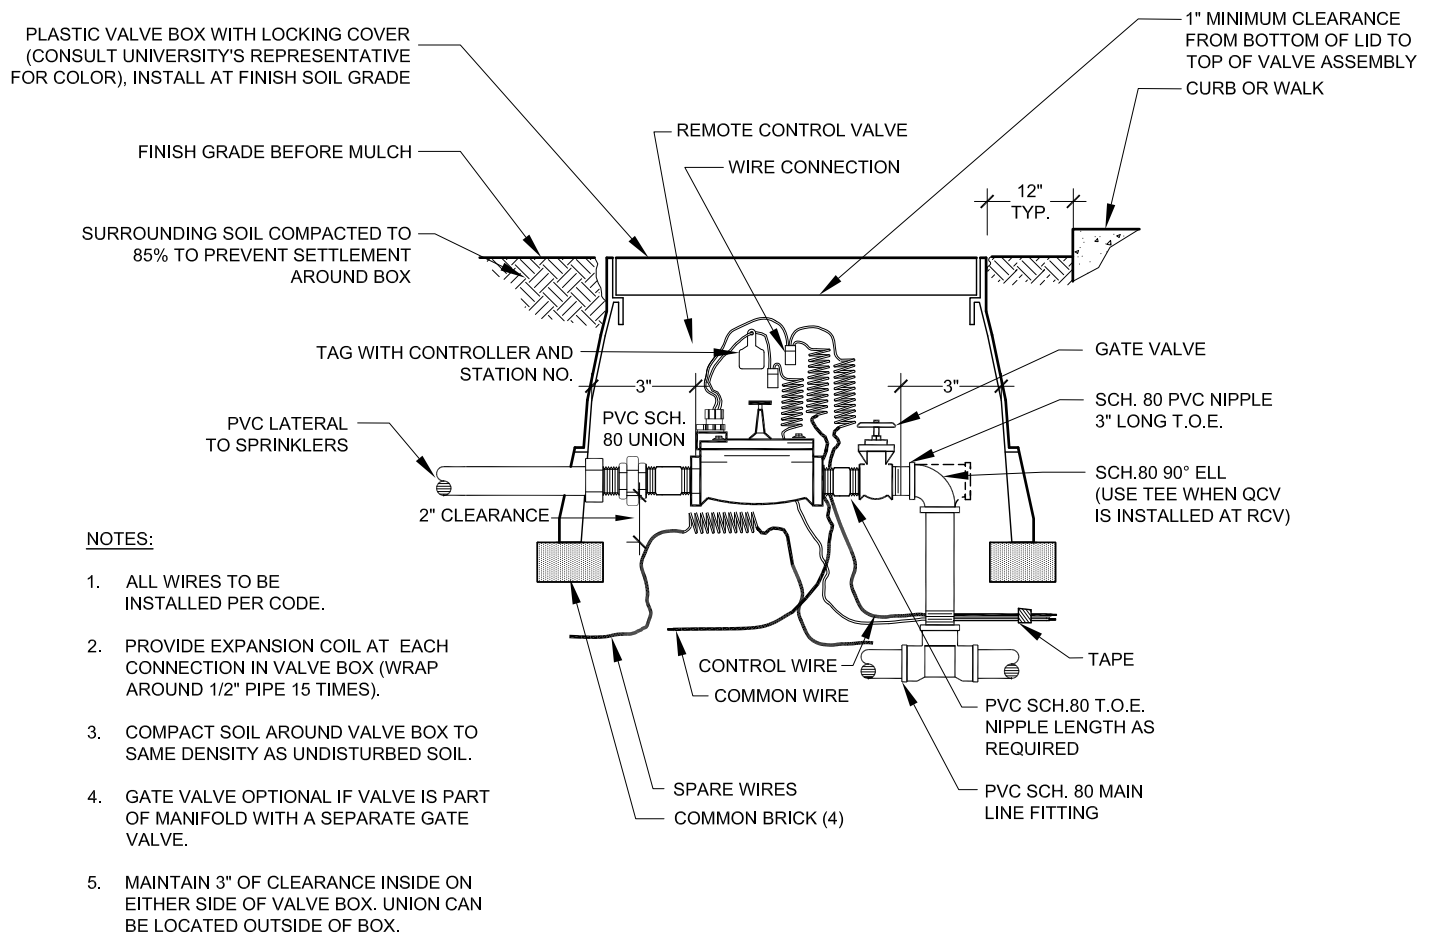 PLASTIC VALVE BOX WITH LOCKING COVER
(CONSULT UNIVERSITY'S REPRESENTATIVE
FOR COLOR), INSTALL AT FINISH SOIL GRADE
1" MINIMUM CLEARANCE
FROM BOTTOM OF LID TO
TOP OF VALVE ASSEMBLY
CURB OR WALK
REMOTE CONTROL VALVE
FINISH GRADE BEFORE MULCH
WIRE CONNECTION
12"
TYP.
SURROUNDING SOIL COMPACTED TO
85% TO PREVENT SETTLEMENT
AROUND BOX
TAG WITH CONTROLLER AND
STATION NO.
GATE VALVE
3"
3"
SCH. 80 PVC NIPPLE
3" LONG T.O.E.
PVC LATERAL
TO SPRINKLERS
PVC SCH.
80 UNION
SCH.80 90° ELL
(USE TEE WHEN QCV
IS INSTALLED AT RCV)
2" CLEARANCE
NOTES:
1. ALL WIRES TO BE
INSTALLED PER CODE.
2. PROVIDE EXPANSION COIL AT EACH
CONNECTION IN VALVE BOX (WRAP
AROUND 1/2" PIPE 15 TIMES).
3. COMPACT SOIL AROUND VALVE BOX TO
SAME DENSITY AS UNDISTURBED SOIL.
4. GATE VALVE OPTIONAL IF VALVE IS PART
OF MANIFOLD WITH A SEPARATE GATE
VALVE.
5. MAINTAIN 3" OF CLEARANCE INSIDE ON
EITHER SIDE OF VALVE BOX. UNION CAN
BE LOCATED OUTSIDE OF BOX.
CONTROL WIRE
COMMON WIRE
TAPE
PVC SCH.80 T.O.E.
NIPPLE LENGTH AS
REQUIRED
SPARE WIRES
COMMON BRICK (4)
PVC SCH. 80 MAIN
LINE FITTING